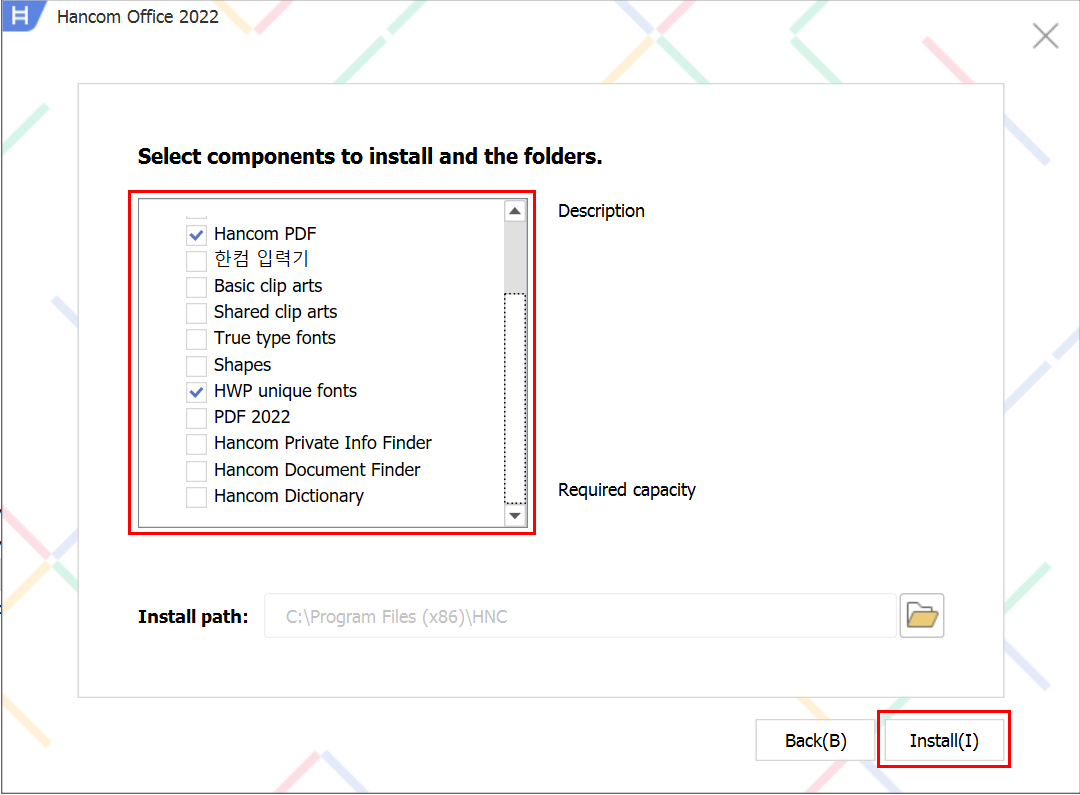 H Hancom Office 2022
Select components to install and the folders.
Hancom PDF
한컴 입력기
Basic clip arts
Shared clip arts
True type fonts
Shapes
HWP unique fonts
PDF 2022
Hancom Private Info Finder
Hancom Document Finder
Hancom Dictionary
Description
Required capacity
Install path: C:\Program Files (x86)\HNC
Back(B) Install(I)